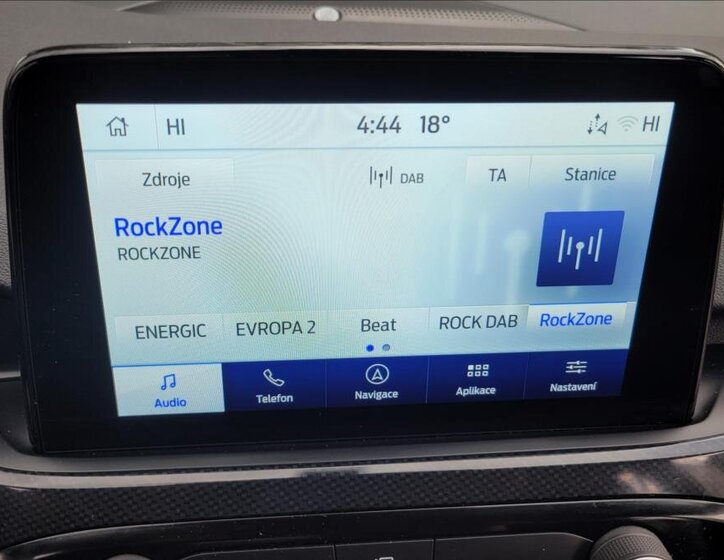 HI 4:44 18° HI
Zdroje DAB TA Stanice
RockZone
ROCKZONE
ENERGIC EVROPA 2 Beat ROCK DAB RockZone
Audio Telefon Navigace Aplikace Nastavení